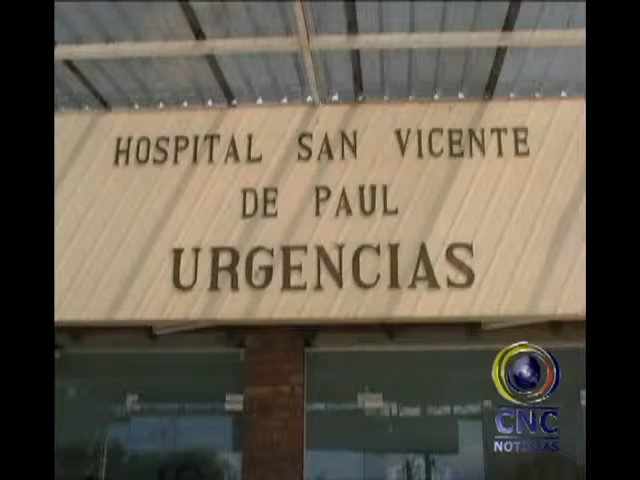 HOSPITAL SAN VICENTE
DE PAUL
URGENCIAS
CNC
NOTICIAS